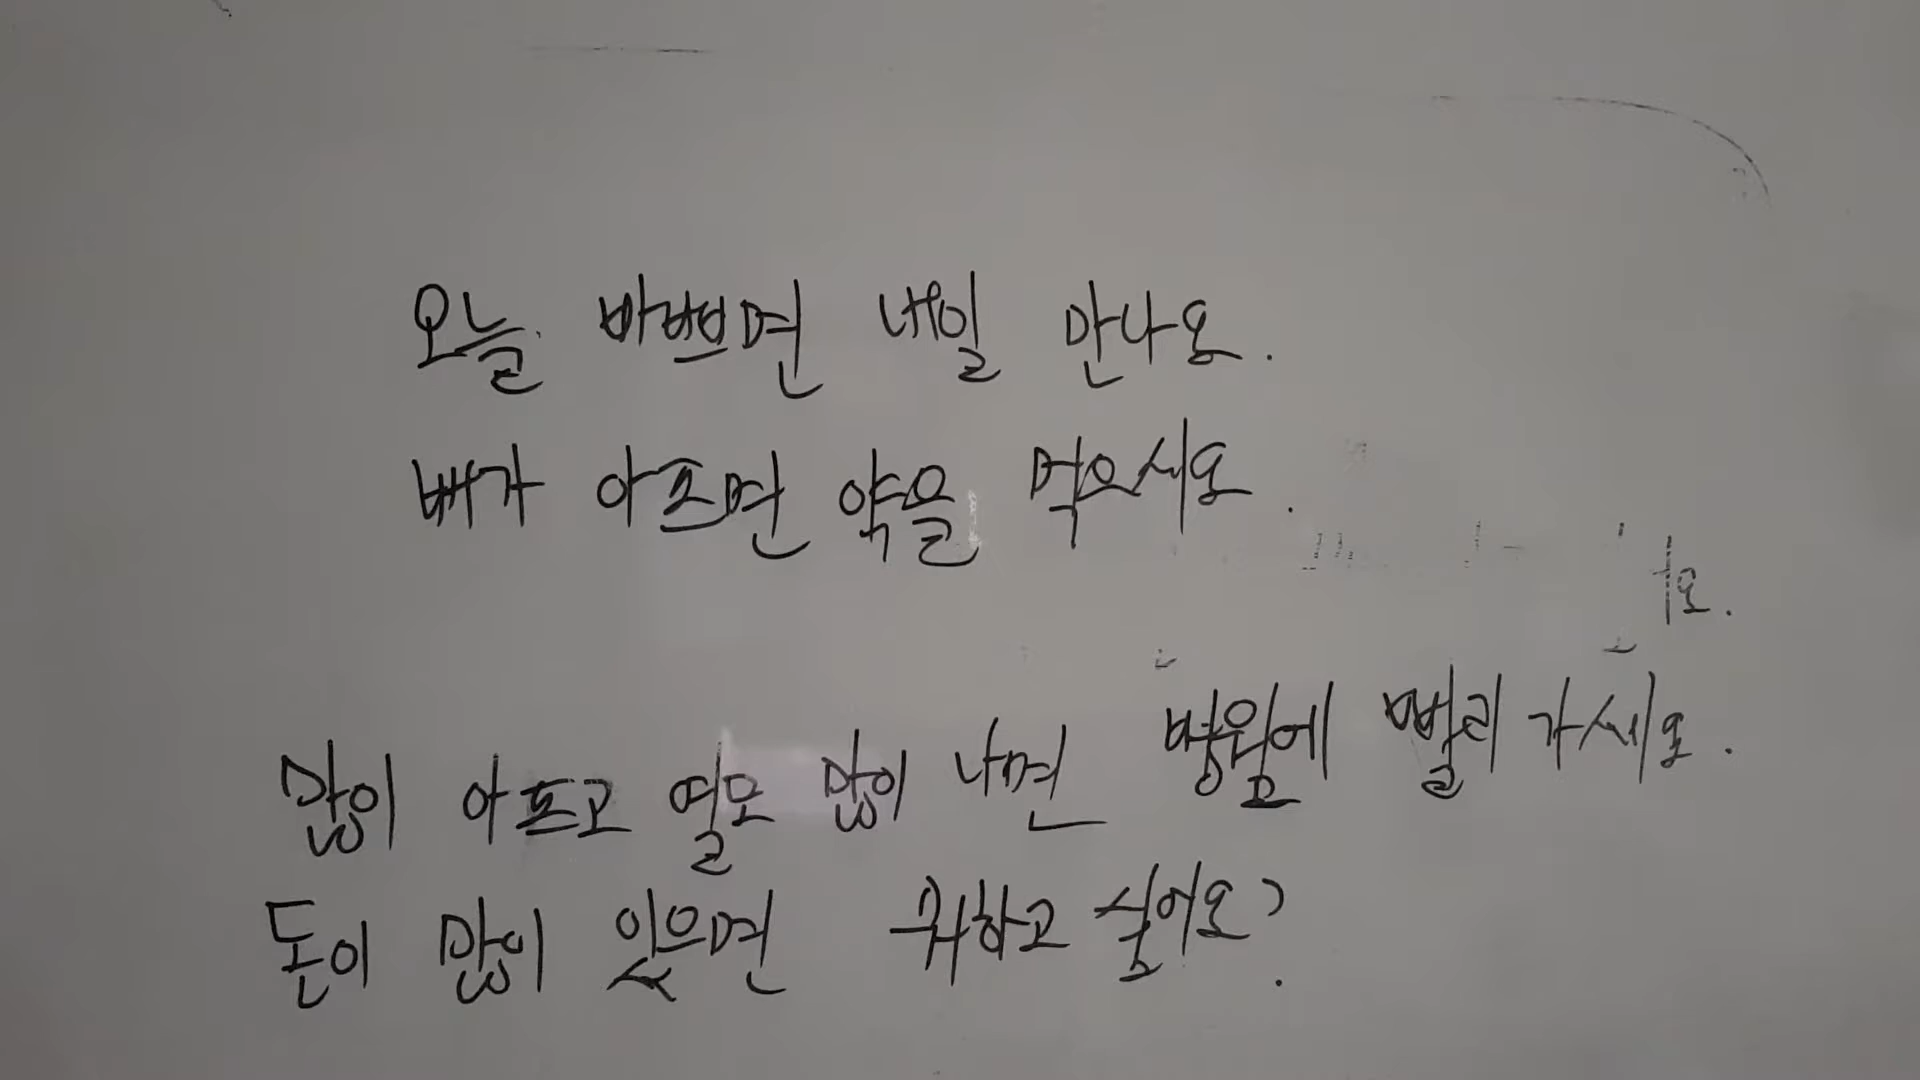 오늘 바쁘면 내일 만나요.
배가 아프면 약을 먹으세요.
요.
많이 아프고 열도 많이 나면 병원에 빨리 가세요.
돈이 많이 있으면 뭐하고 싶어요?